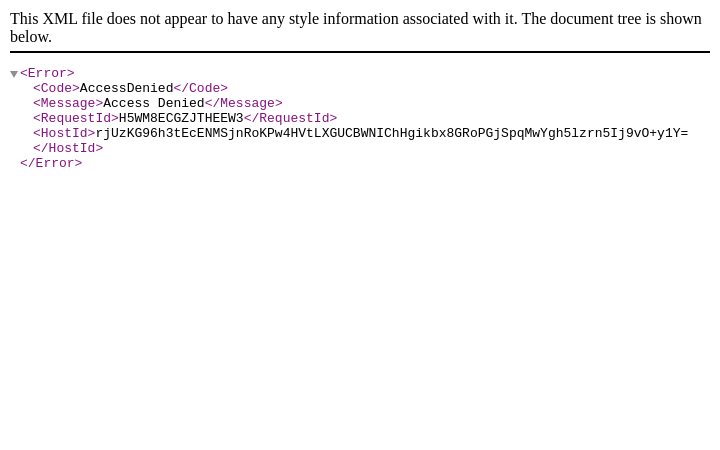 This XML file does not appear to have any style information associated with it. The document tree is shown
below.
<Error>
<Code>AccessDenied</Code>
<Message>Access Denied</Message>
<RequestId>H5WM8ECGZJTHEEW3</RequestId>
<HostId>rjUzKG96h3tEcENMSjnRoKPw4HVtLXGUCBWNIChHgikbx8GRoPGjSpqMwYgh5lzrn5Ij9vO+y1Y=
</HostId>
</Error>